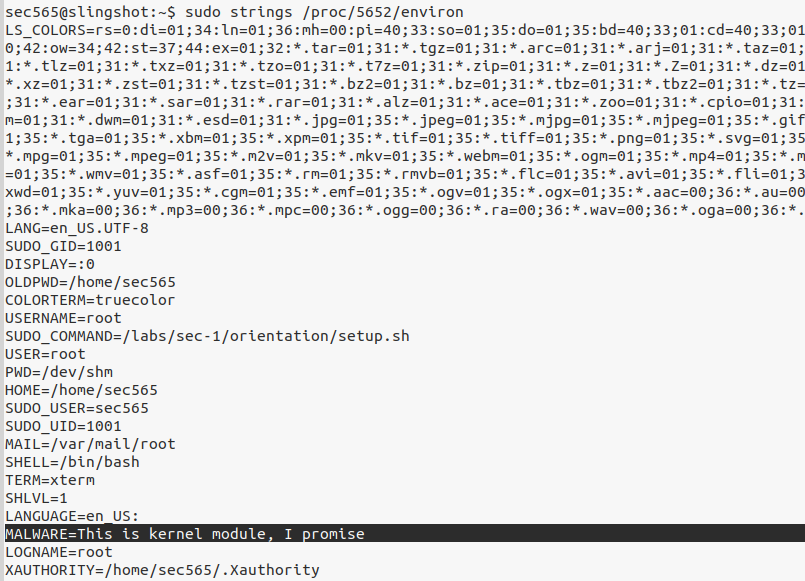 sec565@slingshot:~$ sudo strings /proc/5652/environ
LS_COLORS=rs=0:di=01;34:ln=01;36:mh=00:pi=40;33:so=01;35:do=01;35:bd=40;33;01:cd=40;33;01
0;42:ow=34;42:st=37;44:ex=01;32:*.tar=01;31:*.tgz=01;31:*.arc=01;31:*.arj=01;31:*.taz=01;
1:*.tlz=01;31:*.txz=01;31:*.tzo=01;31:*.t7z=01;31:*.zip=01;31:*.z=01;31:*.Z=01;31:*.dz=01
*.xz=01;31:*.zst=01;31:*.tzst=01;31:*.bz2=01;31:*.bz=01;31:*.tbz=01;31:*.tbz2=01;31:*.tz=
;31:*.ear=01;31:*.sar=01;31:*.rar=01;31:*.alz=01;31:*.ace=01;31:*.zoo=01;31:*.cpio=01;31:
m=01;31:*.dwm=01;31:*.esd=01;31:*.jpg=01;35:*.jpeg=01;35:*.mjpg=01;35:*.mjpeg=01;35:*.gif
1;35:*.tga=01;35:*.xbm=01;35:*.xpm=01;35:*.tif=01;35:*.tiff=01;35:*.png=01;35:*.svg=01;35
*.mpg=01;35:*.mpeg=01;35:*.m2v=01;35:*.mkv=01;35:*.webm=01;35:*.ogm=01;35:*.mp4=01;35:*.m
=01;35:*.wmv=01;35:*.asf=01;35:*.rm=01;35:*.rmvb=01;35:*.flc=01;35:*.avi=01;35:*.fli=01;3
xwd=01;35:*.yuv=01;35:*.cgm=01;35:*.emf=01;35:*.ogv=01;35:*.ogx=01;35:*.aac=00;36:*.au=00
;36:*.mka=00;36:*.mp3=00;36:*.mpc=00;36:*.ogg=00;36:*.ra=00;36:*.wav=00;36:*.oga=00;36:*.
LANG=en_US.UTF-8
SUDO_GID=1001
DISPLAY=:0
OLDPWD=/home/sec565
COLORTERM=truecolor
USERNAME=root
SUDO_COMMAND=/labs/sec-1/orientation/setup.sh
USER=root
PWD=/dev/shm
HOME=/home/sec565
SUDO_USER=sec565
SUDO_UID=1001
MAIL=/var/mail/root
SHELL=/bin/bash
TERM=xterm
SHLVL=1
LANGUAGE=en_US:
MALWARE=This is kernel module, I promise
LOGNAME=root
XAUTHORITY=/home/sec565/.Xauthority